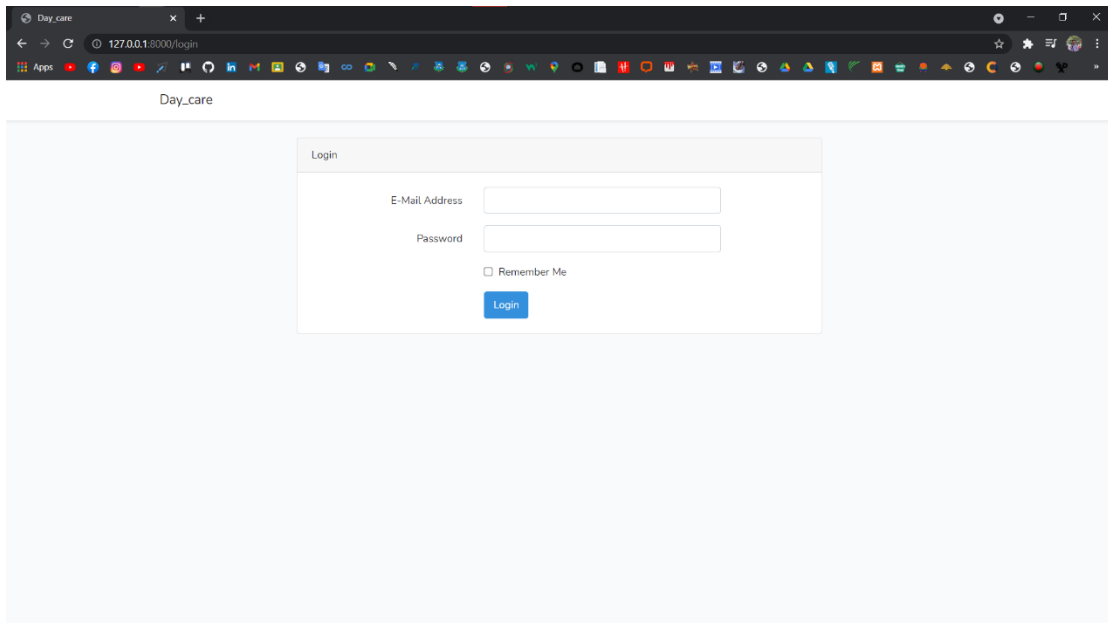 Day_care
127.0.0.1:8000/login
Apps
Day_care
Login
E-Mail Address
Password
Remember Me
Login